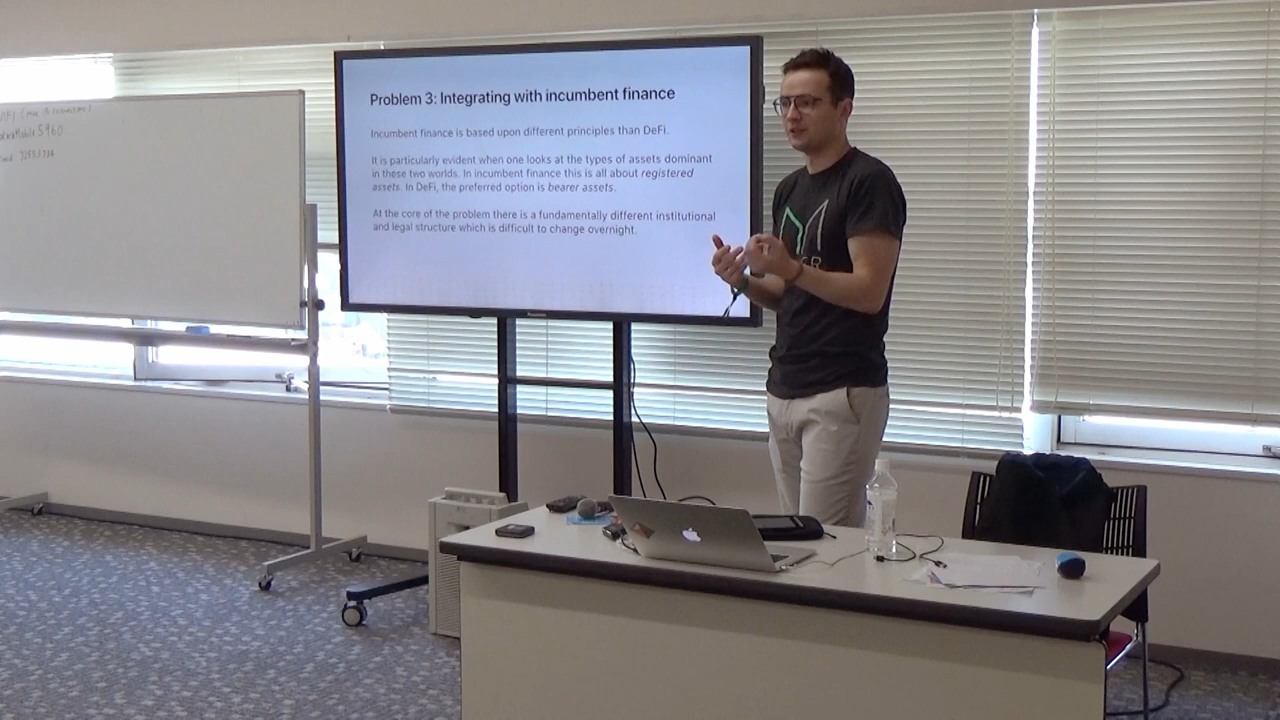 Problem 3: Integrating with incumbent finance
Incumbent finance is based upon different principles than DeFi.
It is particularly evident when one looks at the types of assets dominant
in these two worlds. In incumbent finance this is all about registered
assets. In DeFi, the preferred option is bearer assets.
At the core of the problem there is a fundamentally different institutional
and legal structure which is difficult to change overnight.
Panasonic